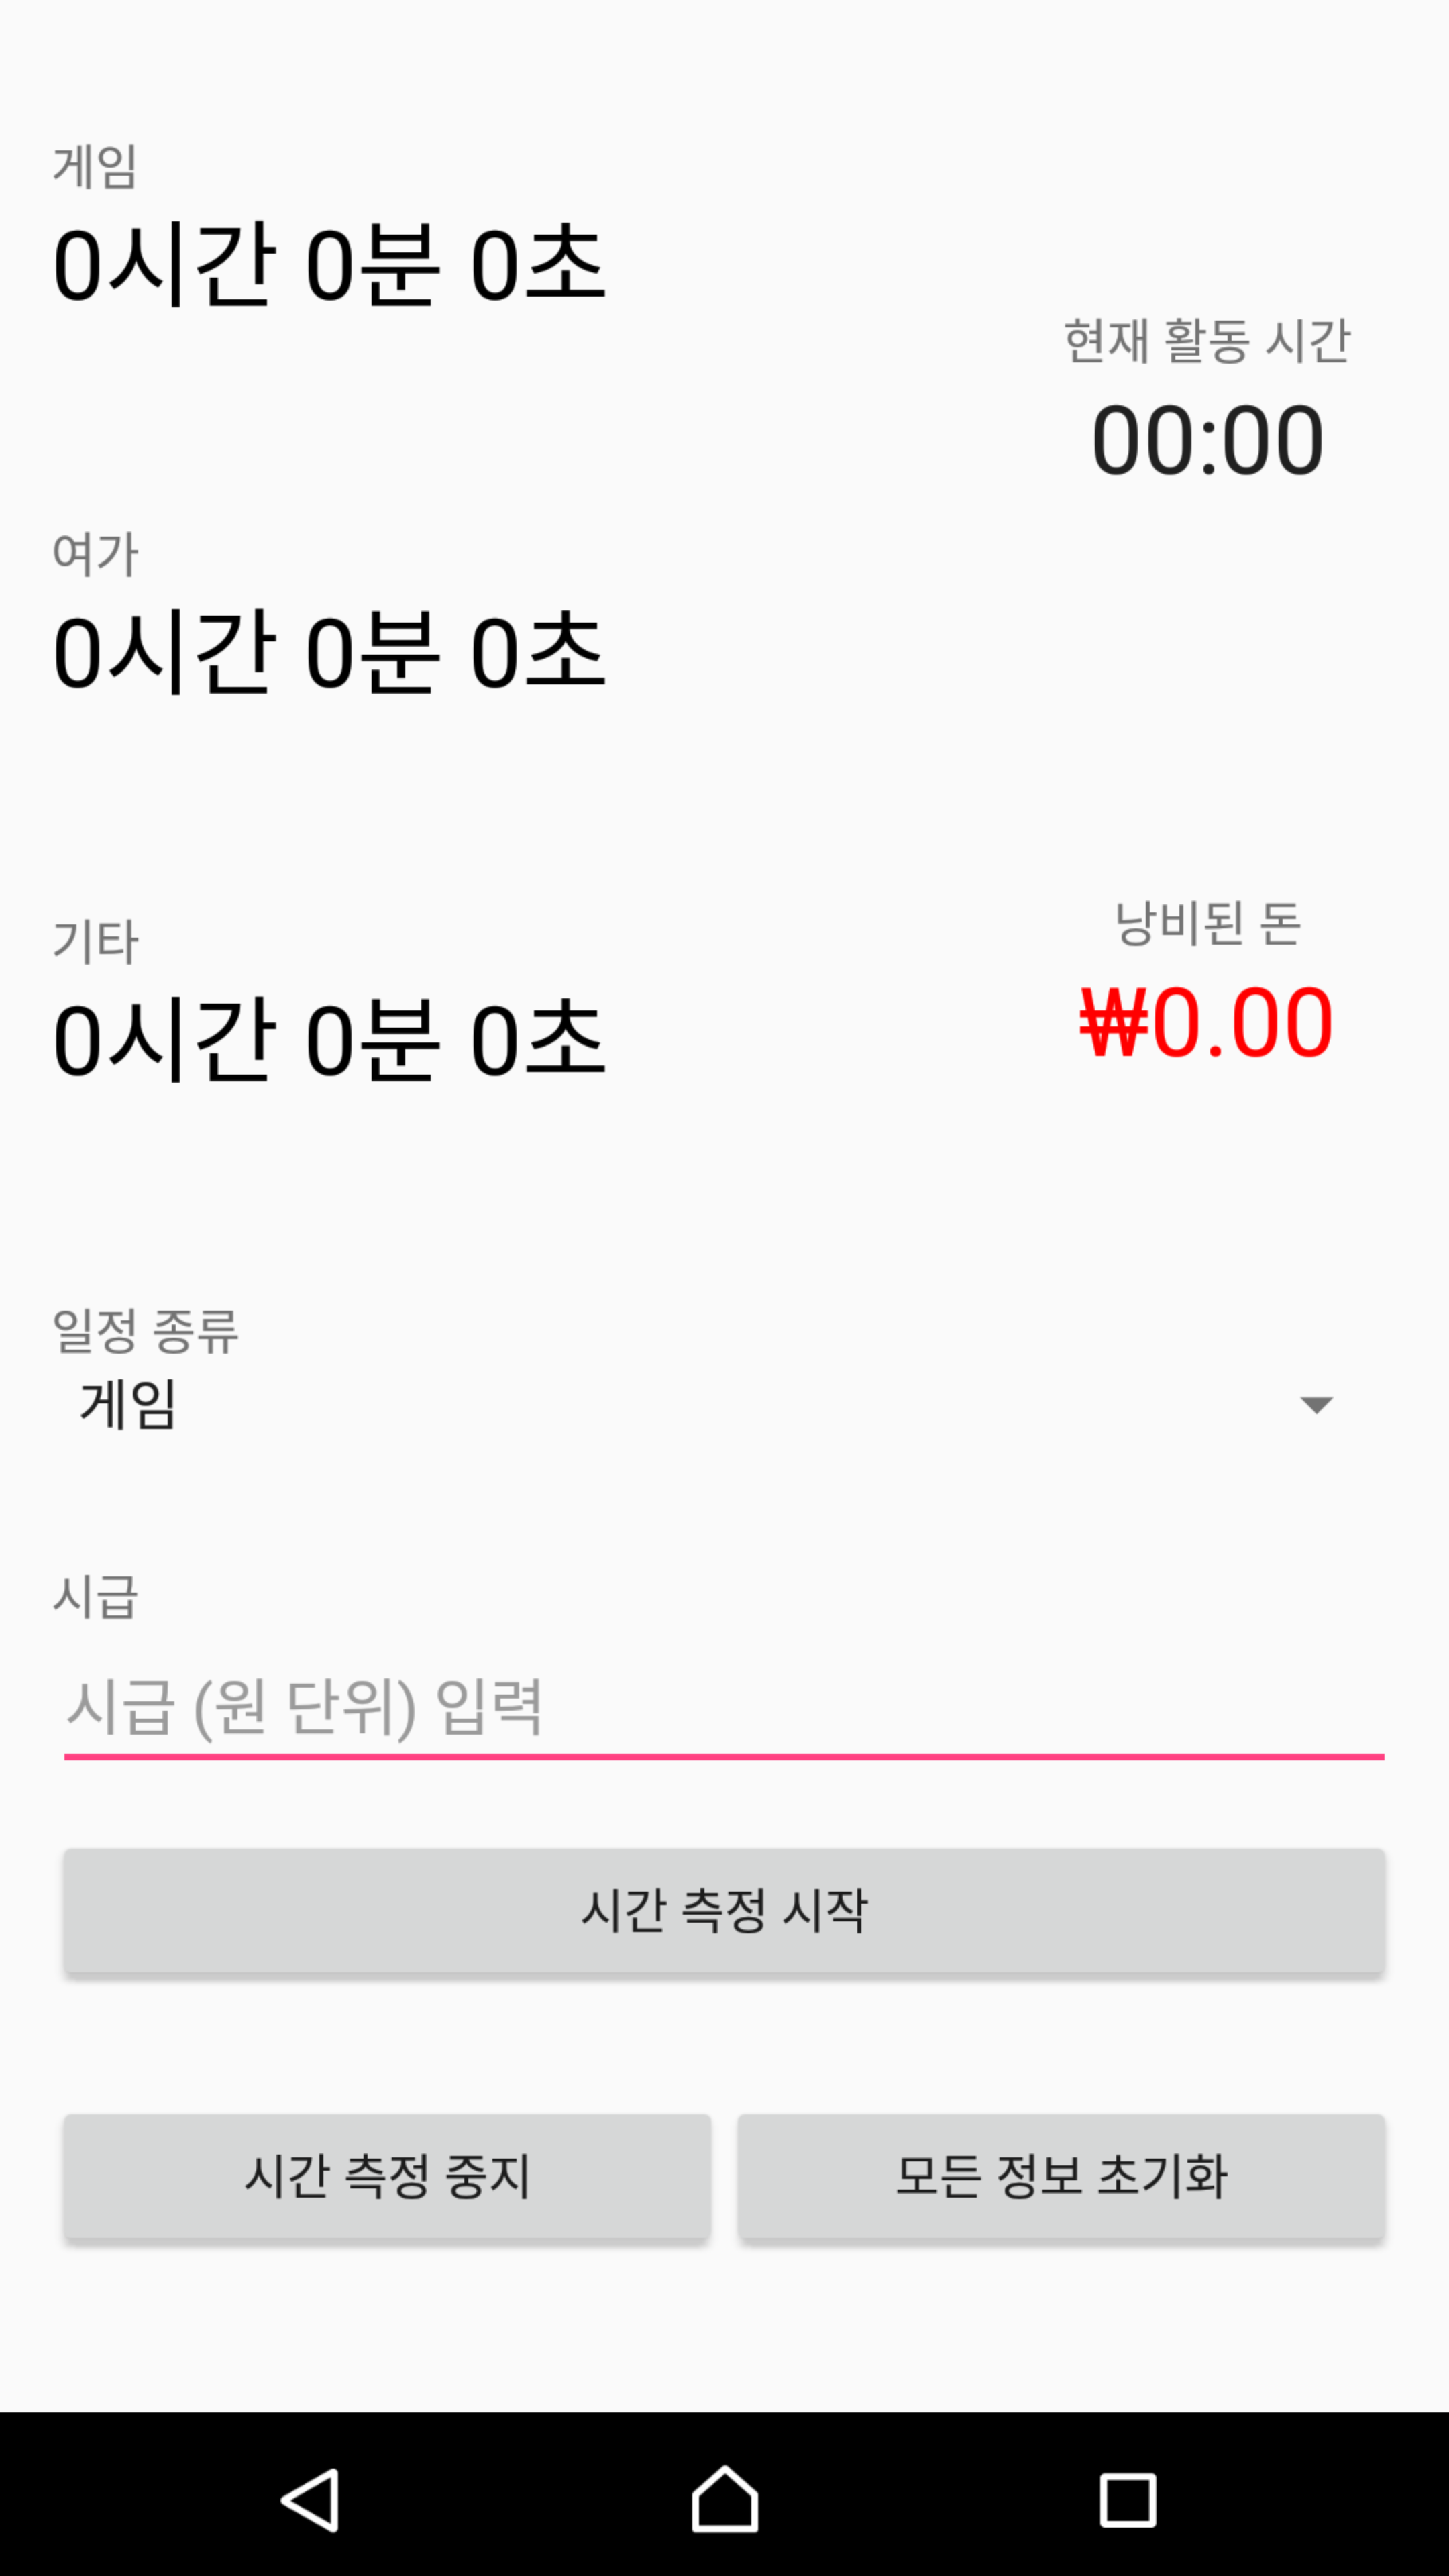 게임
0시간 0분 0초
현재 활동 시간
00:00
여가
0시간 0분 0초
낭비된 돈
₩0.00
기타
0시간 0분 0초
일정 종류
게임
시급
시급 (원 단위) 입력
시간 측정 시작
시간 측정 중지
모든 정보 초기화